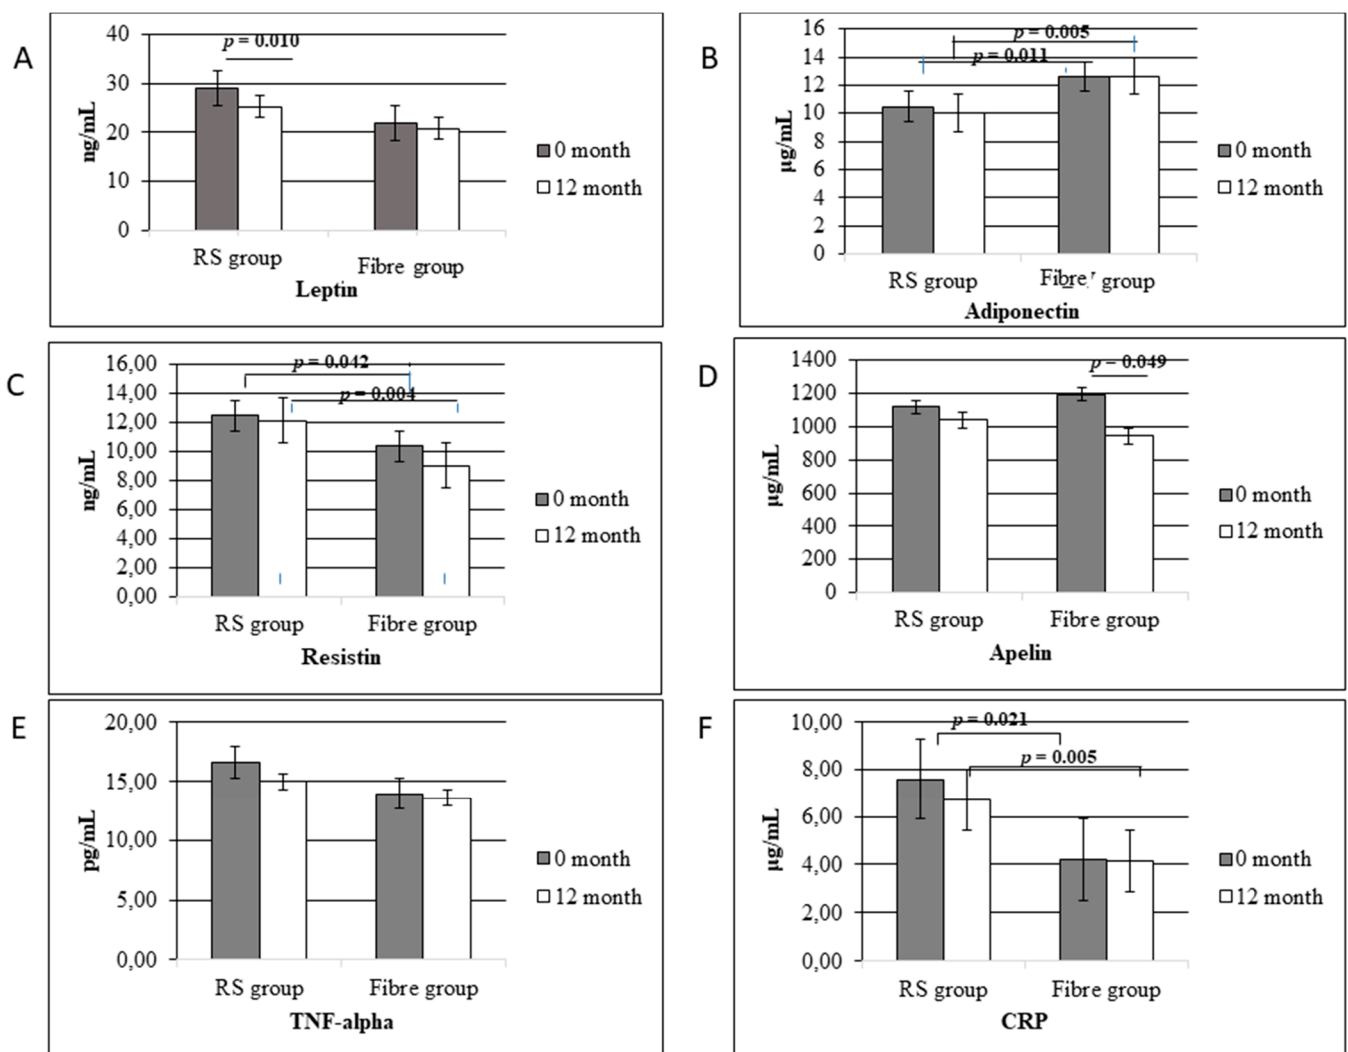 A
40
30
20
10
0
ng/mL
p = 0.010
RS group
Fibre group
Leptin
0 month
12 month
B
16
14
12
10
8
6
4
2
0
µg/mL
p = 0.005
p = 0.011
RS group
Fibre group
Adiponectin
0 month
12 month
C
16,00
14,00
12,00
10,00
8,00
6,00
4,00
2,00
0,00
ng/mL
p = 0.042
p = 0.004
RS group
Fibre group
Resistin
0 month
12 month
D
1400
1200
1000
800
600
400
200
0
µg/mL
p = 0.049
RS group
Fibre group
Apelin
0 month
12 month
E
20,00
15,00
10,00
5,00
0,00
pg/mL
RS group
Fibre group
TNF-alpha
0 month
12 month
F
10,00
8,00
6,00
4,00
2,00
0,00
µg/mL
p = 0.021
p = 0.005
RS group
Fibre group
CRP
0 month
12 month